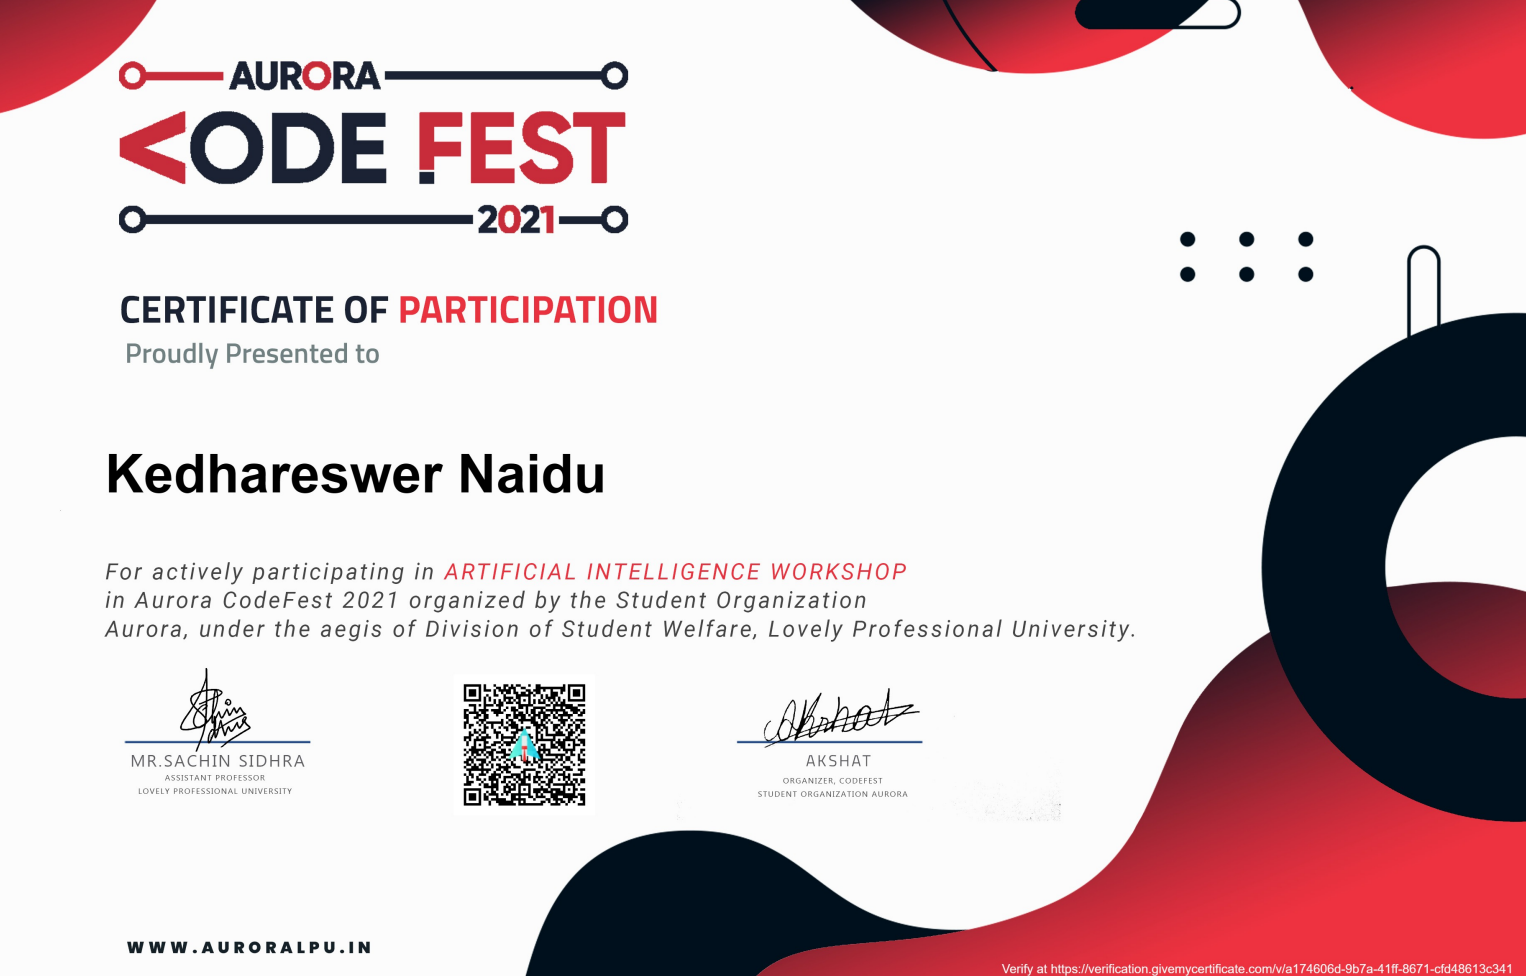 AURORA
CODE FEST
2021
CERTIFICATE OF PARTICIPATION
Proudly Presented to
Kedhareswer Naidu
For actively participating in ARTIFICIAL INTELLIGENCE WORKSHOP
in Aurora CodeFest 2021 organized by the Student Organization
Aurora, under the aegis of Division of Student Welfare, Lovely Professional University.
Akshat
MR.SACHIN SIDHRA
ASSISTANT PROFESSOR
LOVELY PROFESSIONAL UNIVERSITY
AKSHAT
ORGANIZER, CODEFEST
STUDENT ORGANIZATION AURORA
WWW.AURORALPU.IN
Verify at https://verification.givemycertificate.com/v/a174606d-9b7a-41ff-8671-cfd48613c341